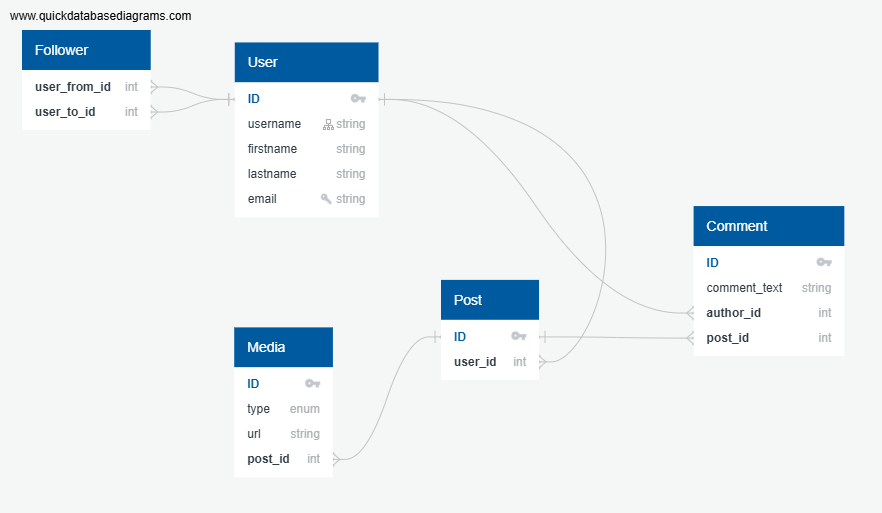 www.quickdatabasediagrams.com
Follower
user_from_id int
user_to_id int
User
ID
username string
firstname string
lastname string
email string
Comment
ID
comment_text string
author_id int
post_id int
Post
ID
user_id int
Media
ID
type enum
url string
post_id int